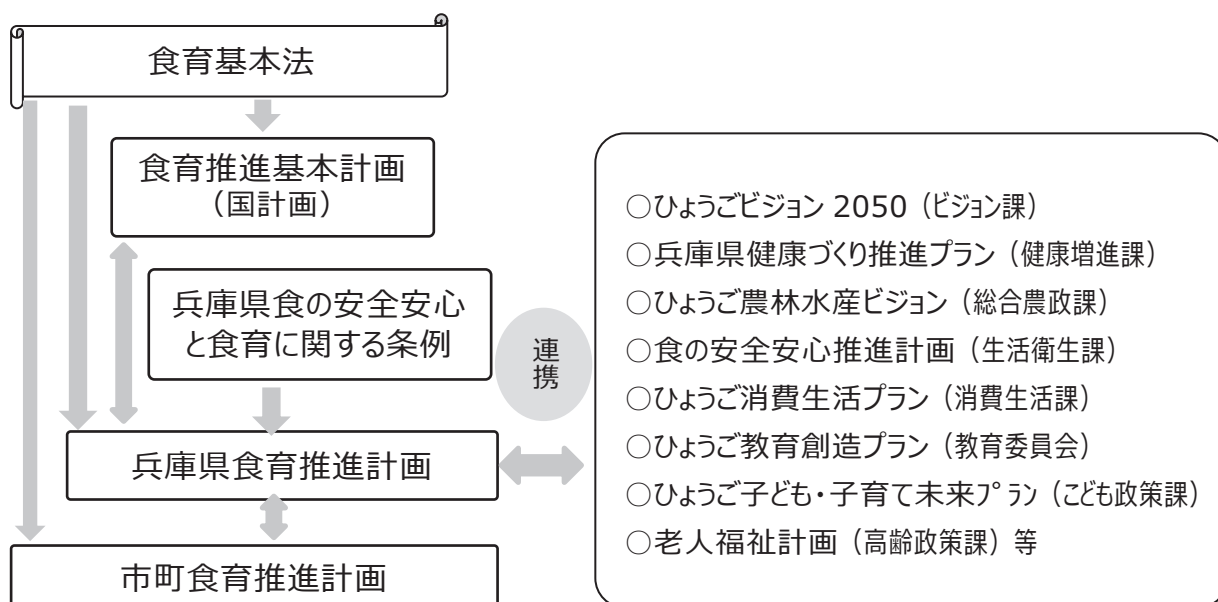 食育基本法
食育推進基本計画
（国計画）
兵庫県食の安全安心
と食育に関する条例
兵庫県食育推進計画
市町食育推進計画
連携
○ひょうごビジョン 2050（ビジョン課）
○兵庫県健康づくり推進プラン（健康増進課）
○ひょうご農林水産ビジョン（総合農政課）
○食の安全安心推進計画（生活衛生課）
○ひょうご消費生活プラン（消費生活課）
○ひょうご教育創造プラン（教育委員会）
○ひょうご子ども・子育て未来プラン（こども政策課）
○老人福祉計画（高齢政策課）等